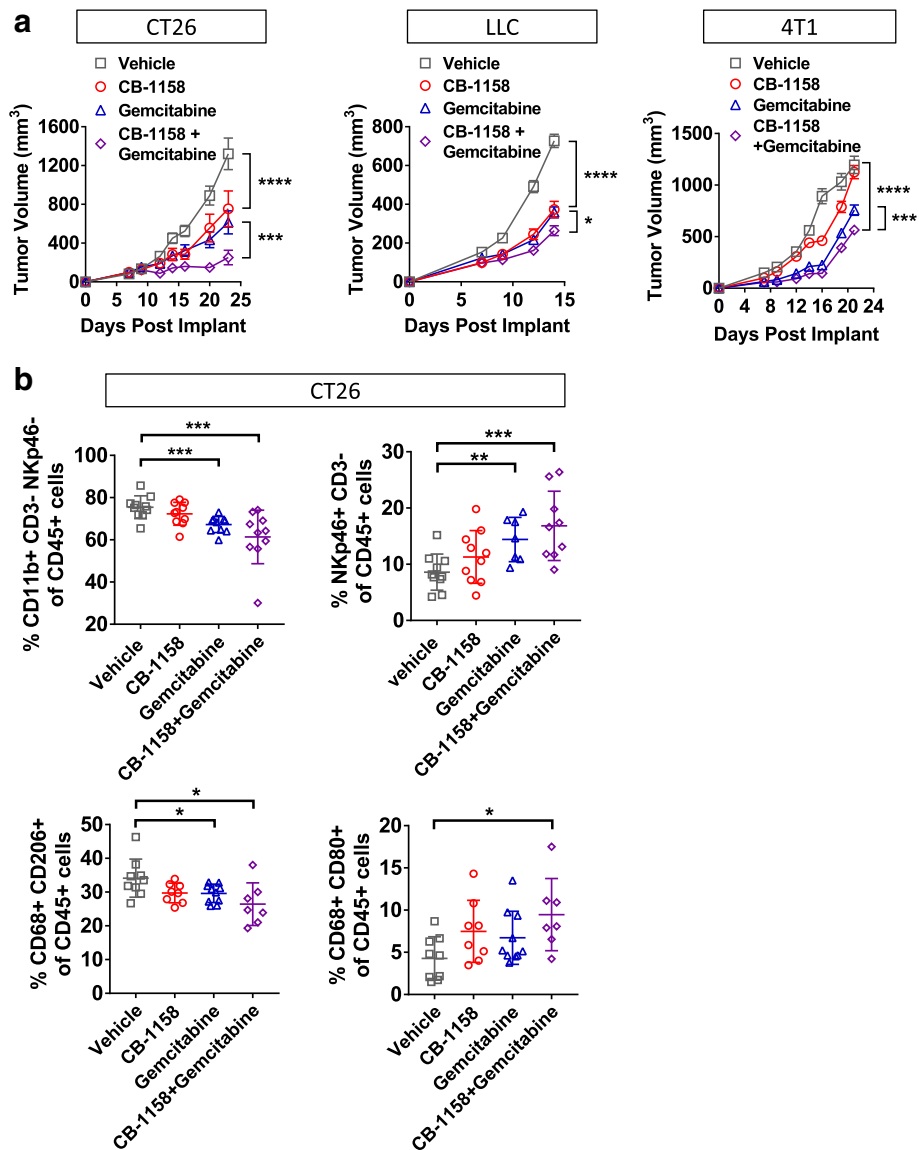 a
CT26
Vehicle
CB-1158
Gemcitabine
CB-1158 +
Gemcitabine
Tumor Volume (mm3)
1600
1200
800
400
0
0 5 10 15 20 25
Days Post Implant
****
***
LLC
Vehicle
CB-1158
Gemcitabine
CB-1158 +
Gemcitabine
Tumor Volume (mm3)
800
600
400
200
0
0 5 10 15
Days Post Implant
****
*
4T1
Vehicle
CB-1158
Gemcitabine
CB-1158
+Gemcitabine
Tumor Volume (mm3)
1500
1000
500
0
0 4 8 12 16 20 24
Days Post Implant
****
***
b
CT26
% CD11b+ CD3- NKp46-
of CD45+ cells
100
80
60
40
20
***
***
Vehicle
CB-1158
Gemcitabine
CB-1158+Gemcitabine
% NKp46+ CD3-
of CD45+ cells
30
20
10
0
***
**
vehicle
CB-1158
Gemcitabine
CB-1158+Gemcitabine
% CD68+ CD206+
of CD45+ cells
50
40
30
20
10
0
*
*
Vehicle
CB-1158
Gemcitabine
CB-1158+Gemcitabine
% CD68+ CD80+
of CD45+ cells
20
15
10
5
0
*
Vehicle
CB-1158
Gemcitabine
CB-1158+Gemcitabine